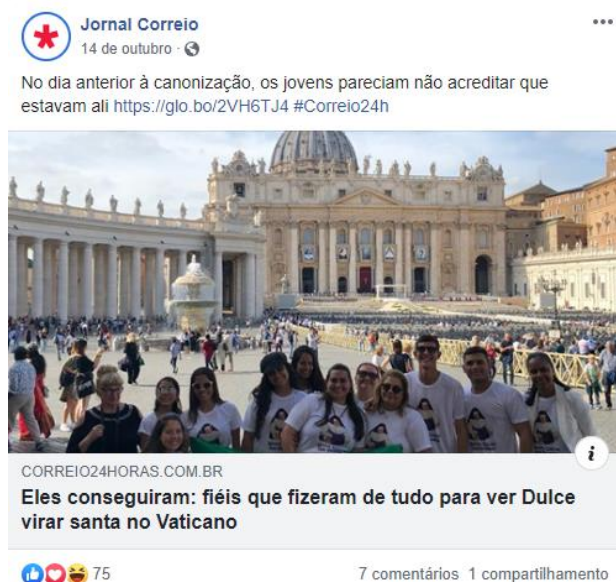 Jornal Correio
14 de outubro ·
No dia anterior à canonização, os jovens pareciam não acreditar que
estavam ali https://glo.bo/2VH6TJ4 #Correio24h
CORREIO24HORAS.COM.BR
Eles conseguiram: fiéis que fizeram de tudo para ver Dulce
virar santa no Vaticano
75
7 comentários 1 compartilhamento